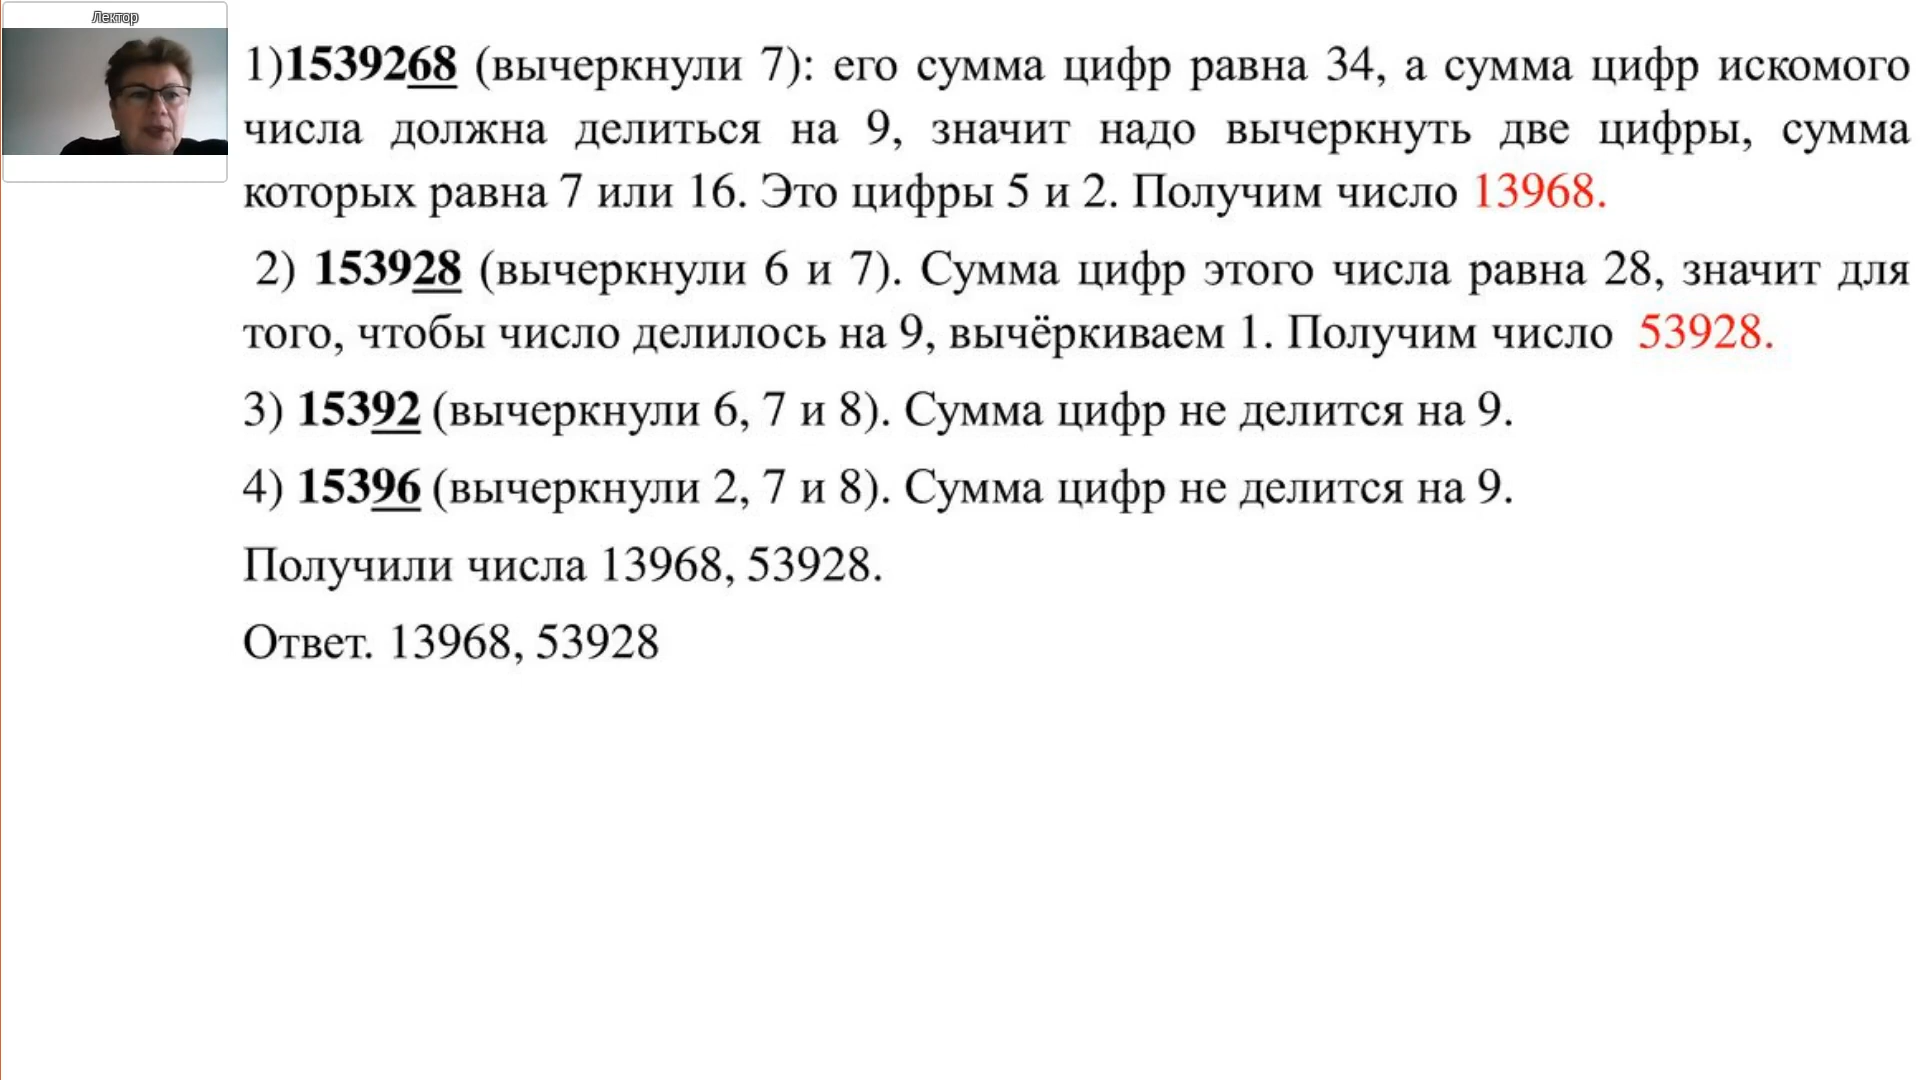 Лектор
1)1539268 (вычеркнули 7): его сумма цифр равна 34, а сумма цифр искомого
числа должна делиться на 9, значит надо вычеркнуть две цифры, сумма
которых равна 7 или 16. Это цифры 5 и 2. Получим число 13968.
2) 153928 (вычеркнули 6 и 7). Сумма цифр этого числа равна 28, значит для
того, чтобы число делилось на 9, вычёркиваем 1. Получим число 53928.
3) 15392 (вычеркнули 6, 7 и 8). Сумма цифр не делится на 9.
4) 15396 (вычеркнули 2, 7 и 8). Сумма цифр не делится на 9.
Получили числа 13968, 53928.
Ответ. 13968, 53928